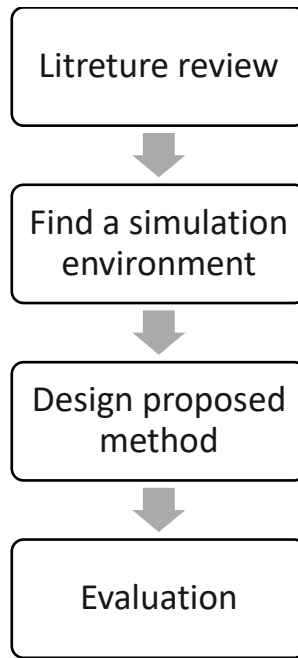 Litreture review
Find a simulation
environment
Design proposed
method
Evaluation